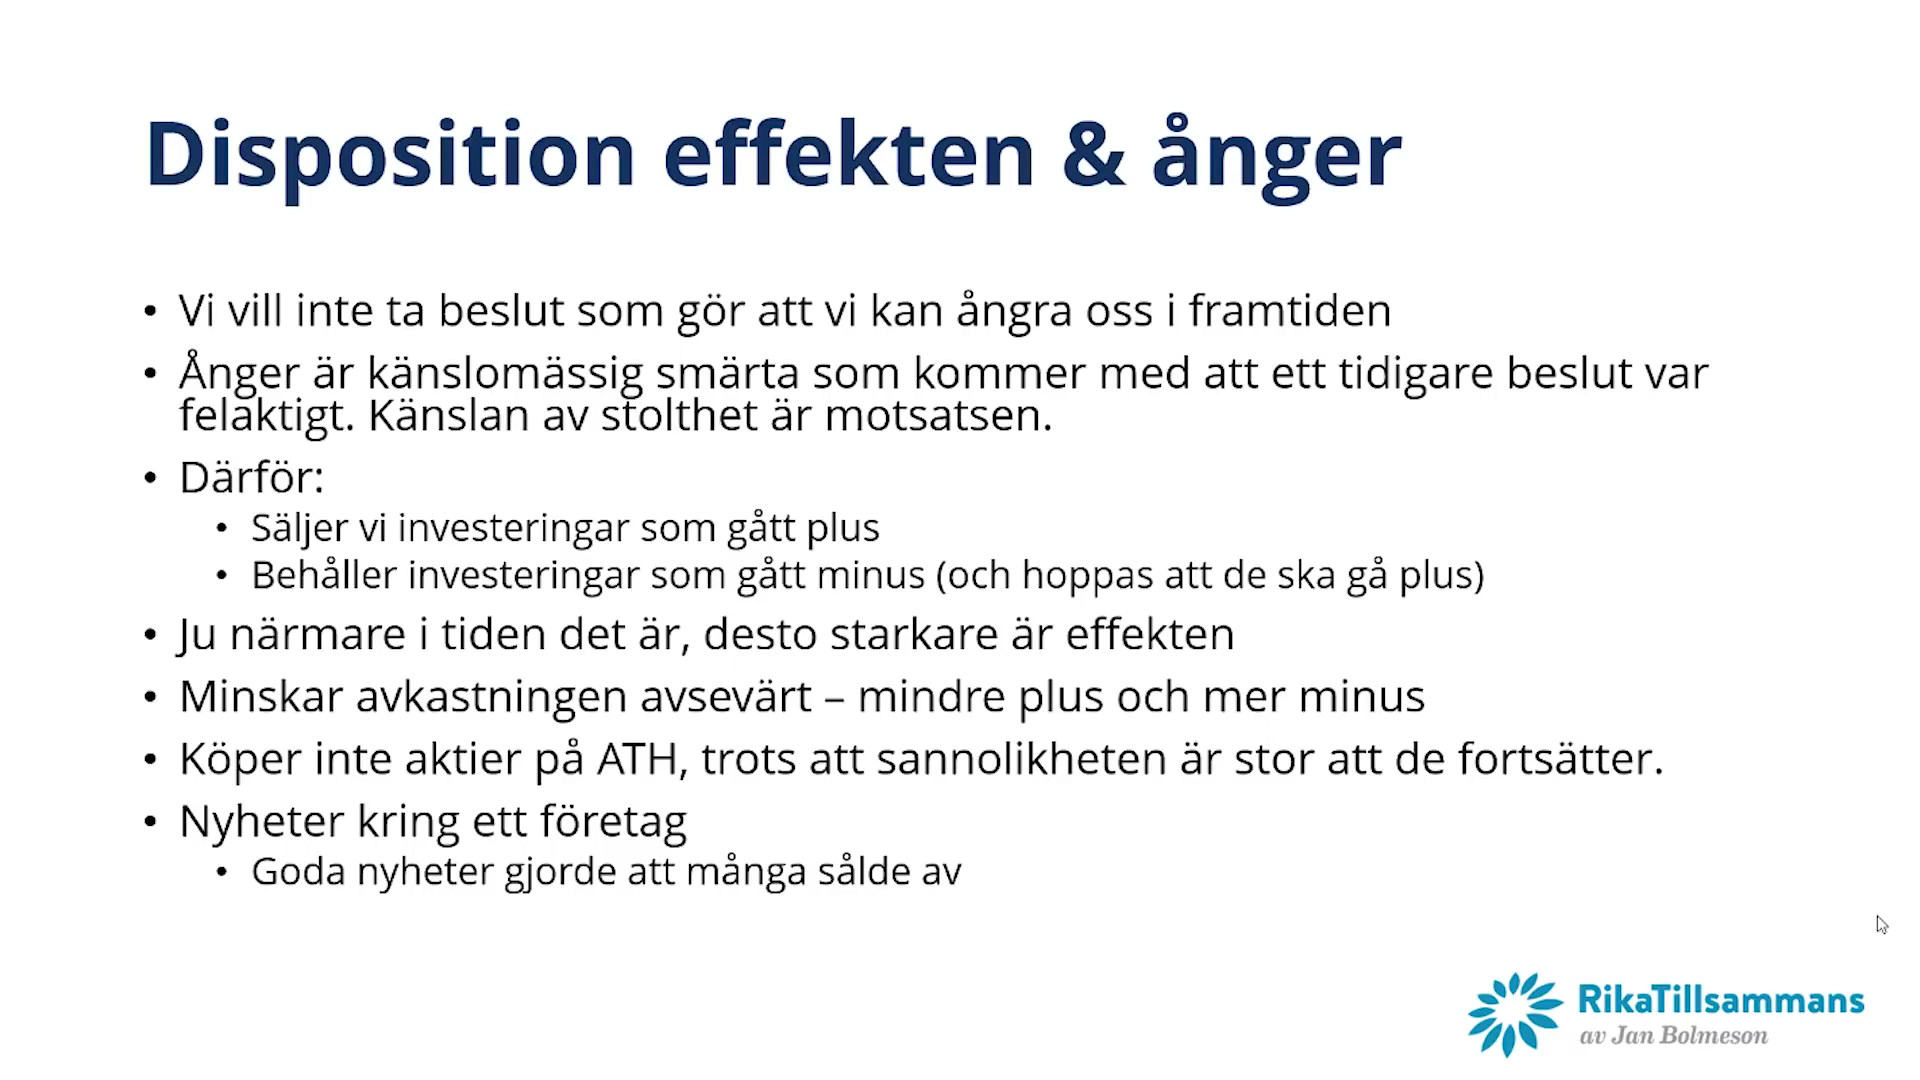 Disposition effekten & ånger
• Vi vill inte ta beslut som gör att vi kan ångra oss i framtiden
• Ånger är känslomässig smärta som kommer med att ett tidigare beslut var
felaktigt. Känslan av stolthet är motsatsen.
• Därför:
• Säljer vi investeringar som gått plus
• Behåller investeringar som gått minus (och hoppas att de ska gå plus)
• Ju närmare i tiden det är, desto starkare är effekten
• Minskar avkastningen avsevärt – mindre plus och mer minus
• Köper inte aktier på ATH, trots att sannolikheten är stor att de fortsätter.
• Nyheter kring ett företag
• Goda nyheter gjorde att många sålde av
RikaTillsammans
av Jan Bolmeson